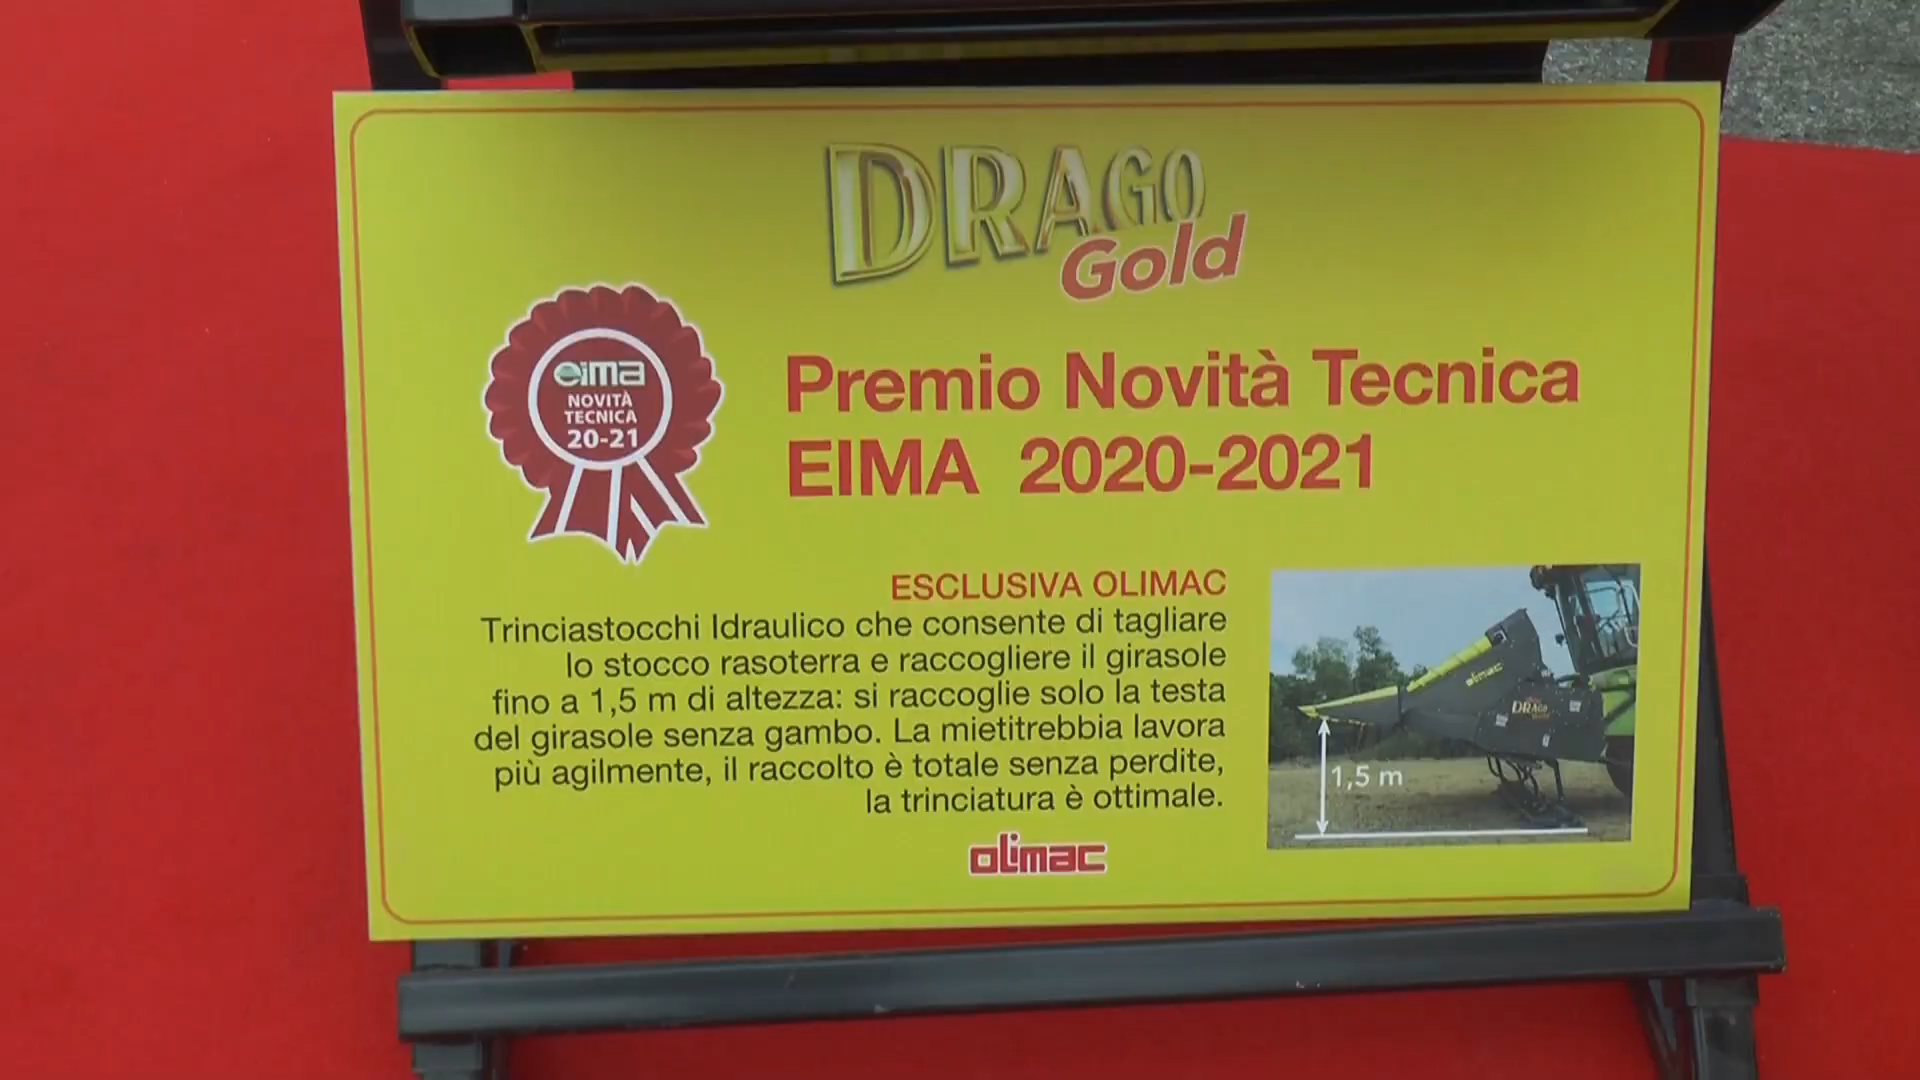 DRAGO
Gold
eima
NOVITÀ
TECNICA
20-21
Premio Novità Tecnica
EIMA 2020-2021
ESCLUSIVA OLIMAC
Trinciastocchi Idraulico che consente di tagliare
lo stocco rasoterra e raccogliere il girasole
fino a 1,5 m di altezza: si raccoglie solo la testa
del girasole senza gambo. La mietitrebbia lavora
più agilmente, il raccolto è totale senza perdite,
la trinciatura è ottimale.
olimac
DRAGO
1,5 m
olimac